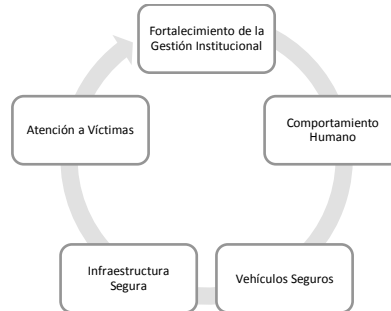 Fortalecimiento de la
Gestión Institucional
Comportamiento
Humano
Vehículos Seguros
Infraestructura
Segura
Atención a Víctimas